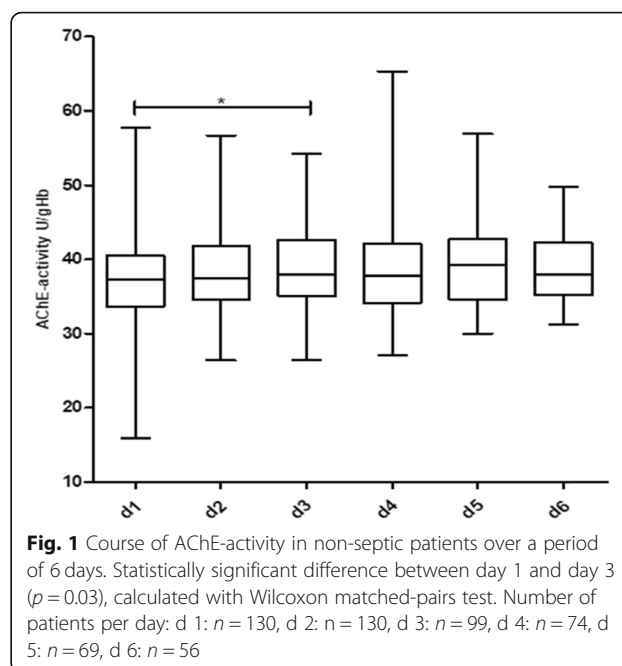 70
60
50
40
30
20
10
AChE-activity U/gHb
*
d1 d2 d3 d4 d5 d6
Fig. 1 Course of AChE-activity in non-septic patients over a period
of 6 days. Statistically significant difference between day 1 and day 3
(p = 0.03), calculated with Wilcoxon matched-pairs test. Number of
patients per day: d 1: n = 130, d 2: n = 130, d 3: n = 99, d 4: n = 74, d
5: n = 69, d 6: n = 56